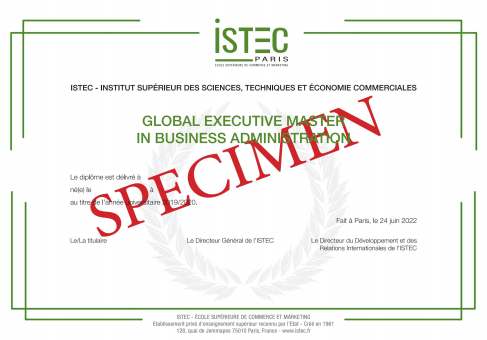 iSTEC
PARIS
ÉCOLE SUPÉRIEURE DE COMMERCE ET MARKETING
ISTEC - INSTITUT SUPÉRIEUR DES SCIENCES, TECHNIQUES ET ÉCONOMIE COMMERCIALES
GLOBAL EXECUTIVE MASTER
IN BUSINESS ADMINISTRATION
SPECIMEN
Le diplôme est délivré à
né(e) le à
au titre de l'année universitaire 2019/2020.
Fait à Paris, le 24 juin 2022
Le/La titulaire Le Directeur Général de l'ISTEC Le Directeur du Développement et des
Relations Internationales de l'ISTEC
ISTEC - ÉCOLE SUPÉRIEURE DE COMMERCE ET MARKETING
Etablissement privé d'enseignement supérieur reconnu par l'Etat - Créé en 1961
128, quai de Jemmapes 75010 Paris, France - www.istec.fr